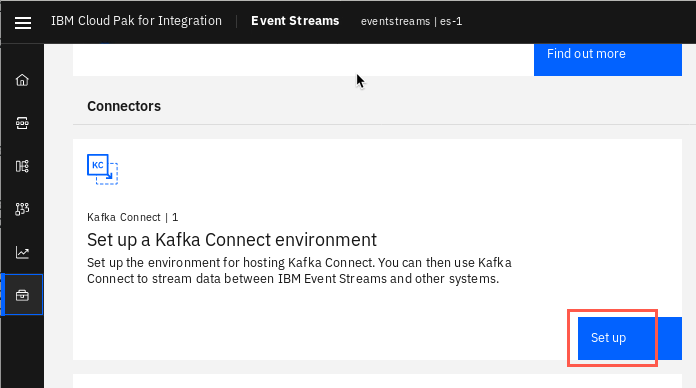 IBM Cloud Pak for Integration Event Streams eventstreams | es-1
Find out more
Connectors
KC
Kafka Connect | 1
Set up a Kafka Connect environment
Set up the environment for hosting Kafka Connect. You can then use Kafka
Connect to stream data between IBM Event Streams and other systems.
Set up